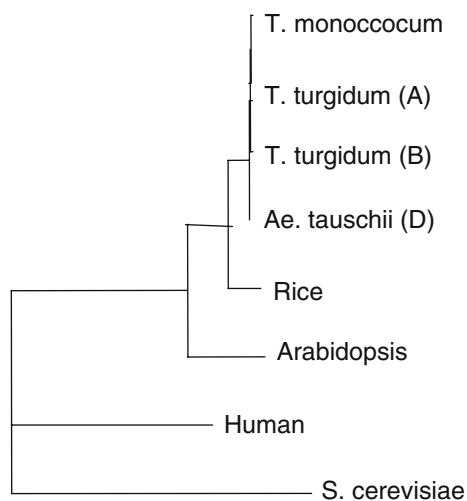 T. monoccocum
T. turgidum (A)
T. turgidum (B)
Ae. tauschii (D)
Rice
Arabidopsis
Human
S. cerevisiae